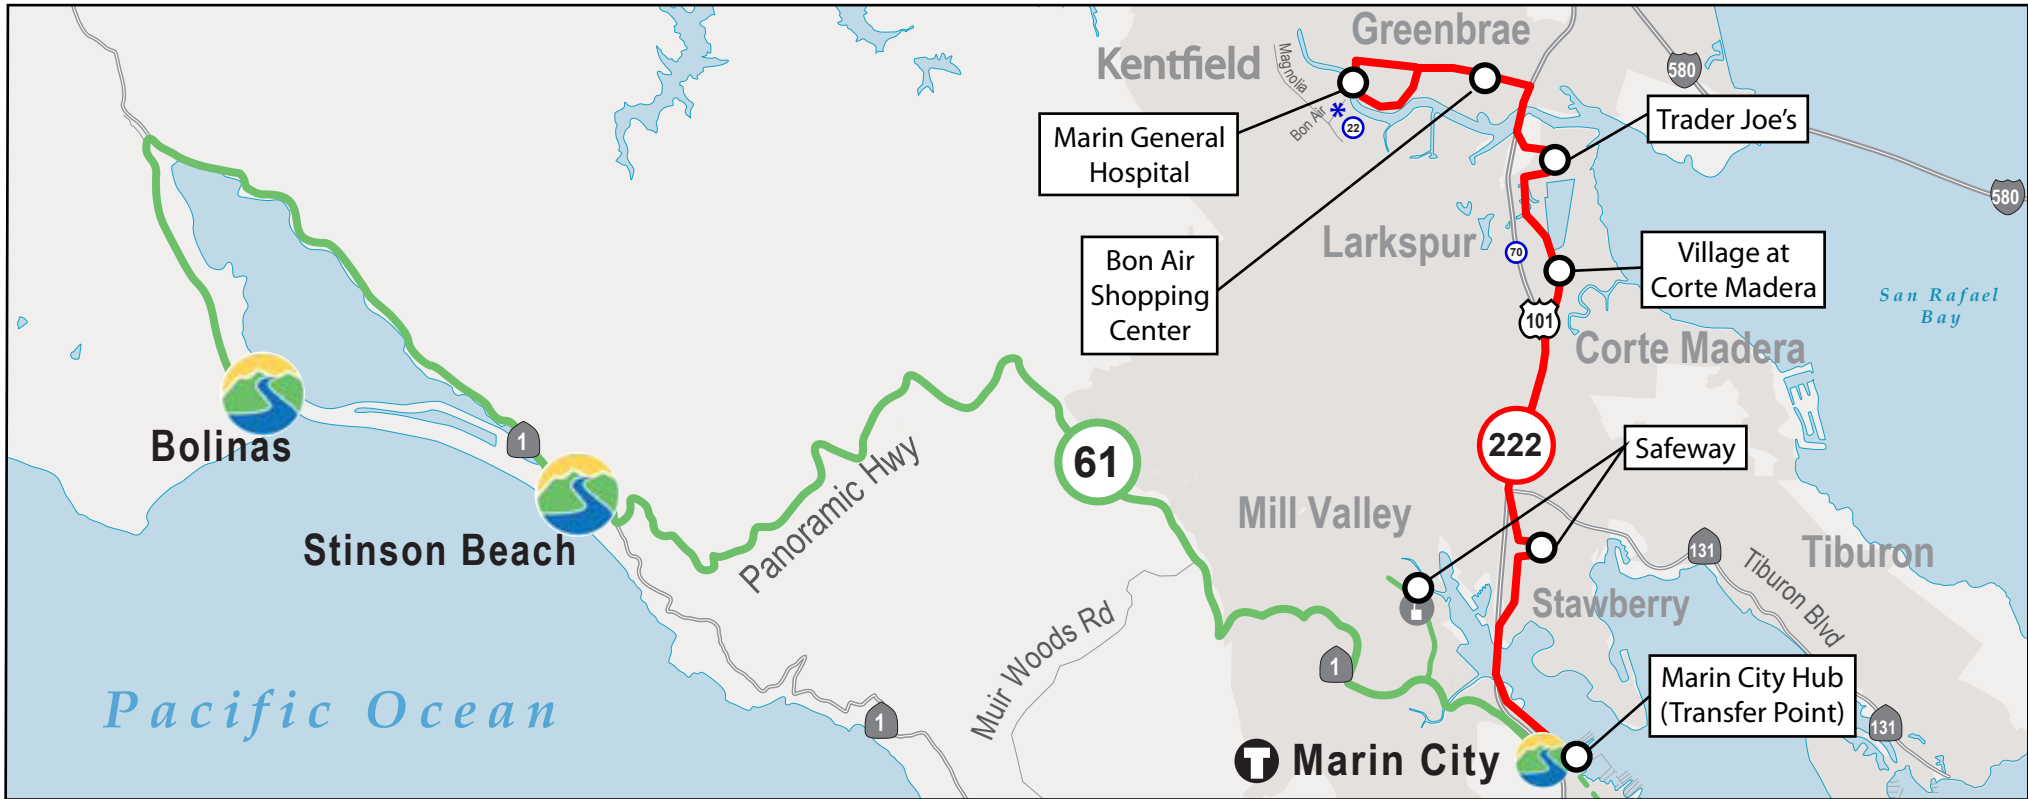 Greenbrae
Kentfield
Magnolia
Bon Air
22
580
Trader Joe's
Marin General
Hospital
580
Larkspur
70
Village at
Corte Madera
Bon Air
Shopping
Center
San Rafael
Bay
101
Corte Madera
Bolinas
1
61
222
Safeway
Stinson Beach
Panoramic Hwy
Mill Valley
131
Tiburon
Tiburon Blvd
Stawberry
Muir Woods Rd
1
Marin City Hub
(Transfer Point)
Pacific Ocean
1
131
T Marin City